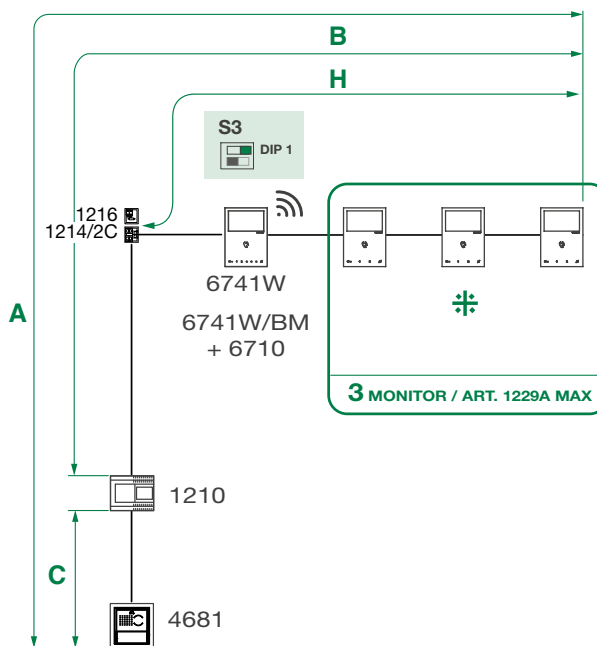 B
H
S3
DIP 1
1216
1214/2C
6741W
6741W/BM
+ 6710
A
3 MONITOR / ART. 1229A MAX
1210
C
4681